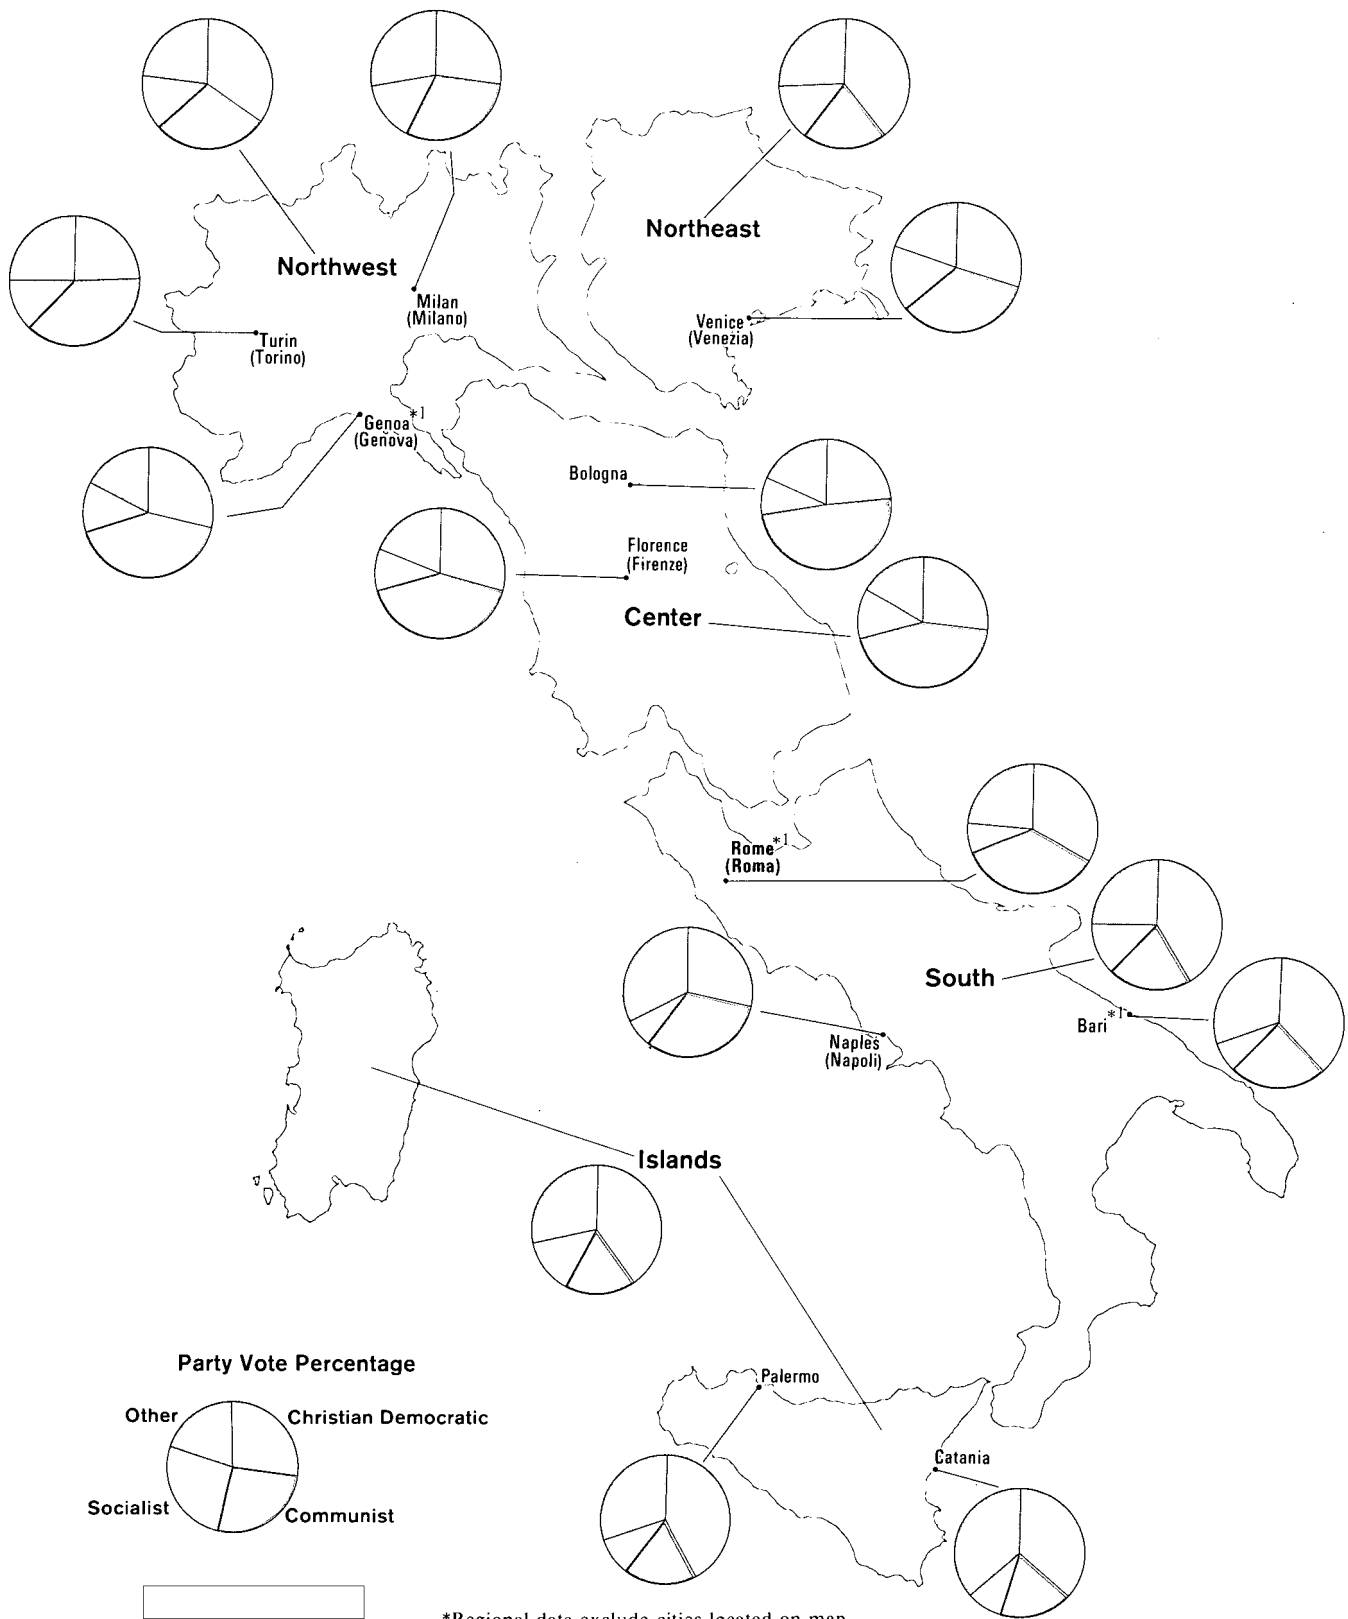 Northeast
Northwest
Milan
(Milano)
Venice
(Venezia)
Turin
(Torino)
Genoa*1
(Genova)
Bologna
Florence
(Firenze)
Center
Rome*1
(Roma)
South
Bari*1
Naples
(Napoli)
Islands
Party Vote Percentage
Other
Christian Democratic
Socialist
Communist
Palermo
Catania
*Regional data exclude cities located on map